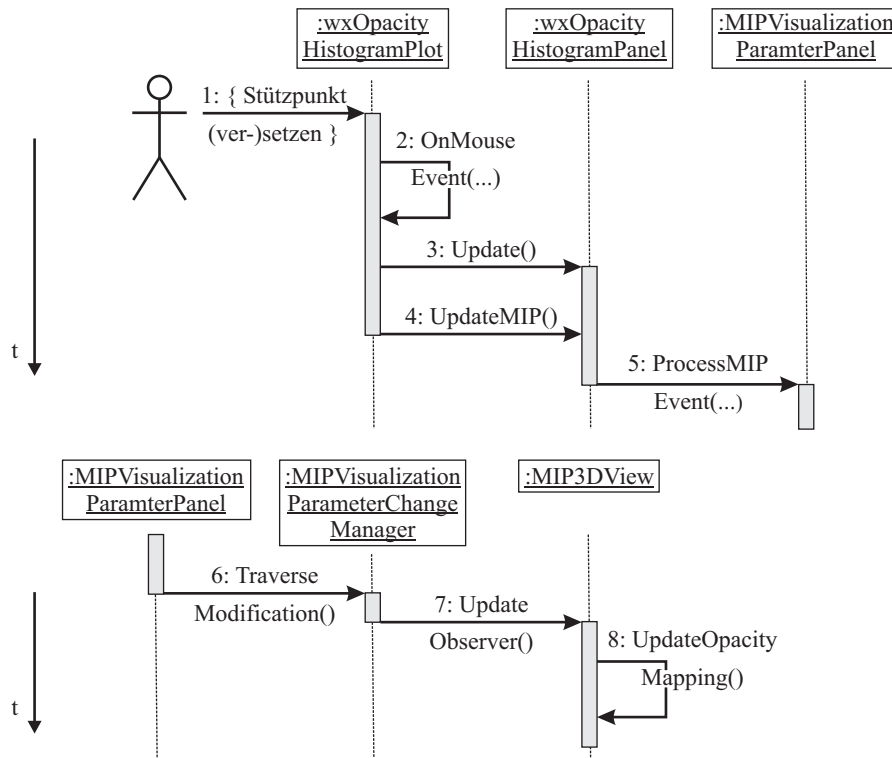 :wxOpacity
HistogramPlot
:wxOpacity
HistogramPanel
:MIPVisualization
ParamterPanel
1: { Stützpunkt
(ver-)setzen }
2: OnMouse
Event(...)
3: Update()
4: UpdateMIP()
5: ProcessMIP
Event(...)
t
:MIPVisualization
ParamterPanel
:MIPVisualization
ParameterChange
Manager
:MIP3DView
6: Traverse
Modification()
7: Update
Observer()
8: UpdateOpacity
Mapping()
t